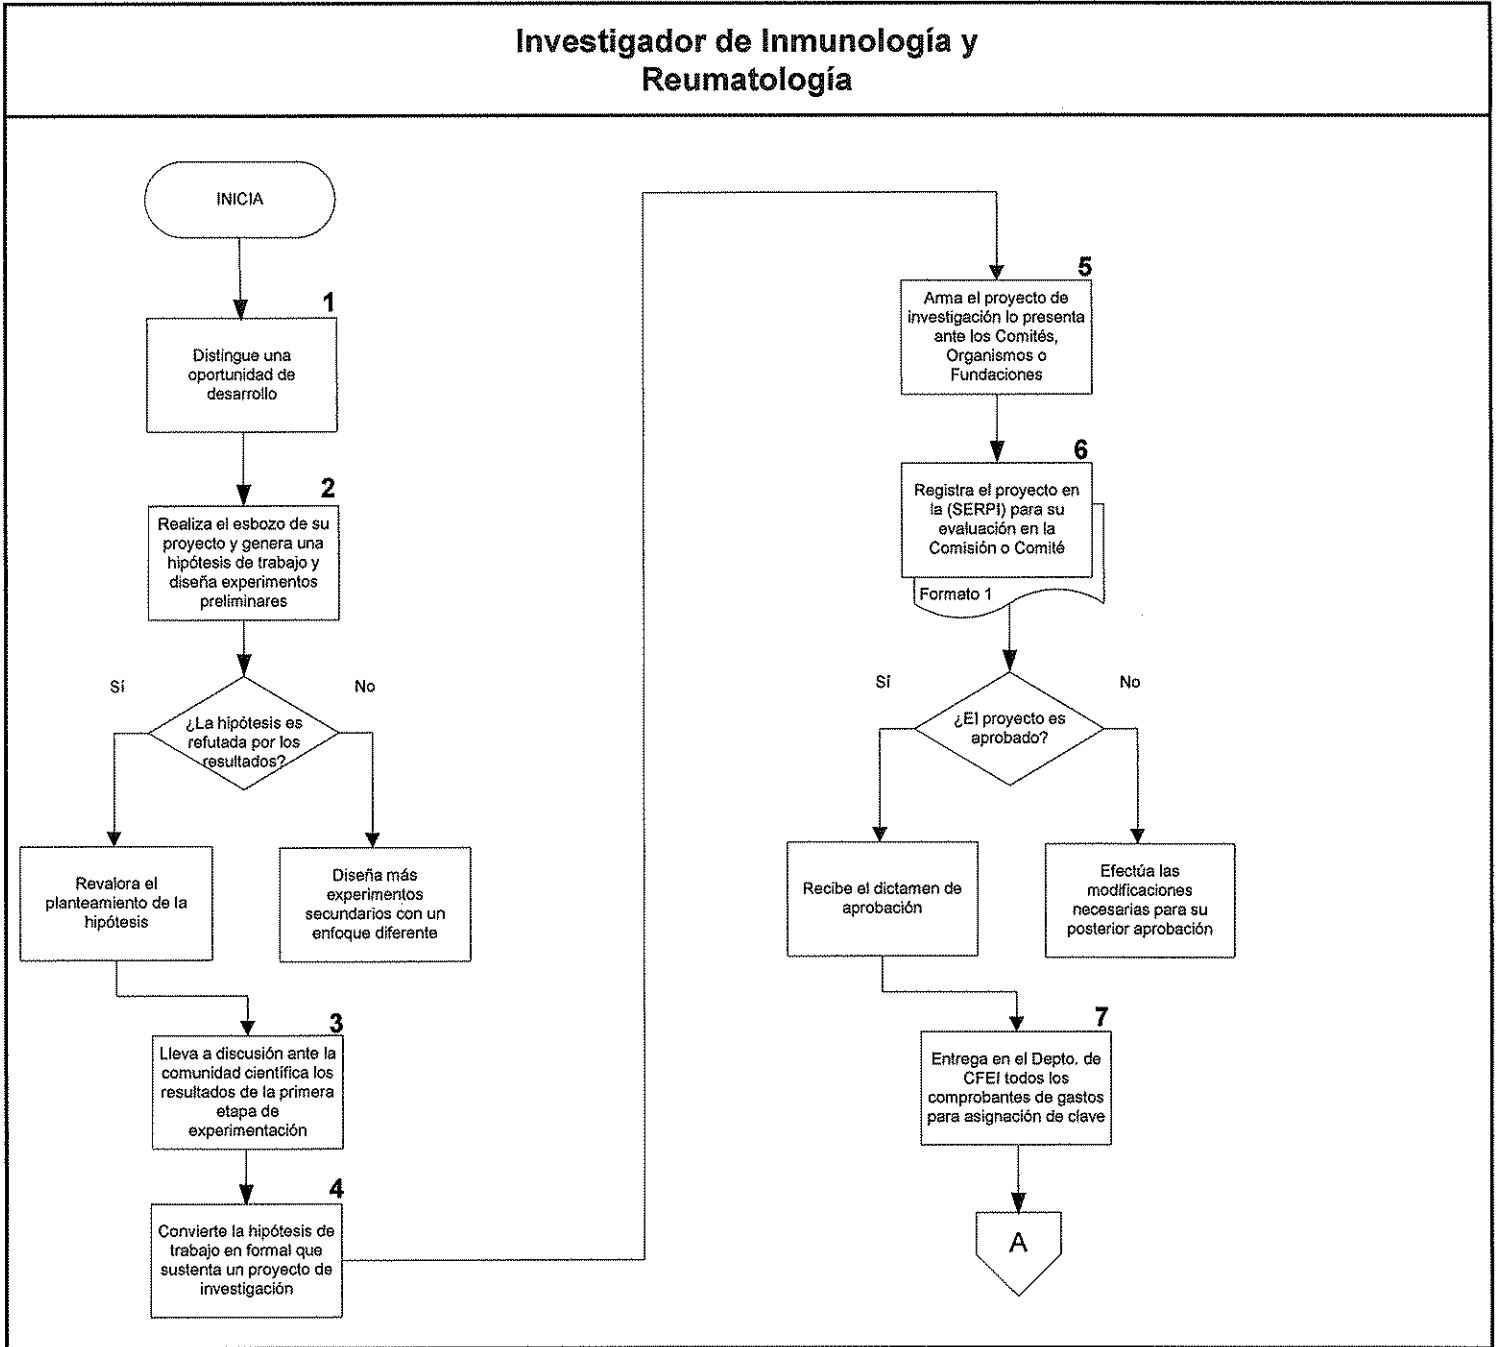 Investigador de Inmunología y
Reumatología
INICIA
1
Distingue una
oportunidad de
desarrollo
2
Realiza el esbozo de su
proyecto y genera una
hipótesis de trabajo y
diseña experimentos
preliminares
Sí
No
¿La hipótesis es
refutada por los
resultados?
Revalora el
planteamiento de la
hipótesis
Diseña más
experimentos
secundarios con un
enfoque diferente
3
Lleva a discusión ante la
comunidad científica los
resultados de la primera
etapa de
experimentación
4
Convierte la hipótesis de
trabajo en formal que
sustenta un proyecto de
investigación
5
Arma el proyecto de
investigación lo presenta
ante los Comités,
Organismos o
Fundaciones
6
Registra el proyecto en
la (SERPI) para su
evaluación en la
Comisión o Comité
Formato 1
Sí
No
¿El proyecto es
aprobado?
Recibe el dictamen de
aprobación
Efectúa las
modificaciones
necesarias para su
posterior aprobación
7
Entrega en el Depto. de
CFEI todos los
comprobantes de gastos
para asignación de clave
A